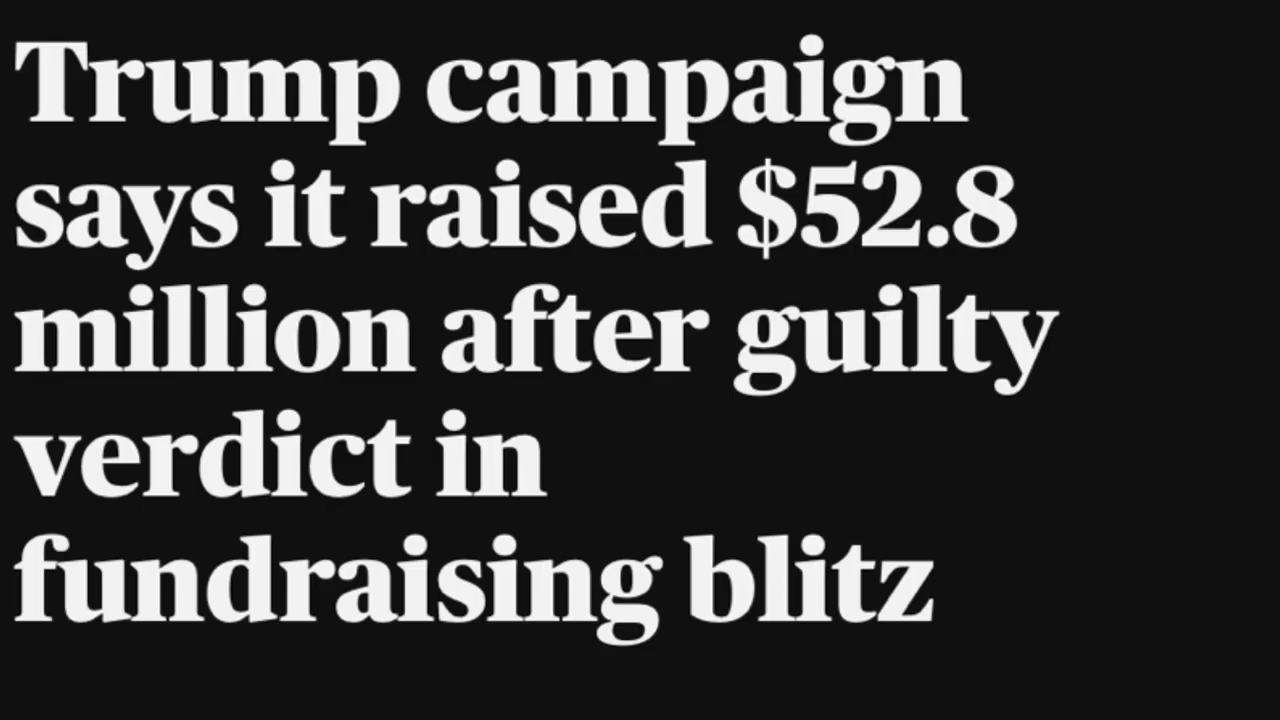 Trump campaign
says it raised $52.8
million after guilty
verdict in
fundraising blitz